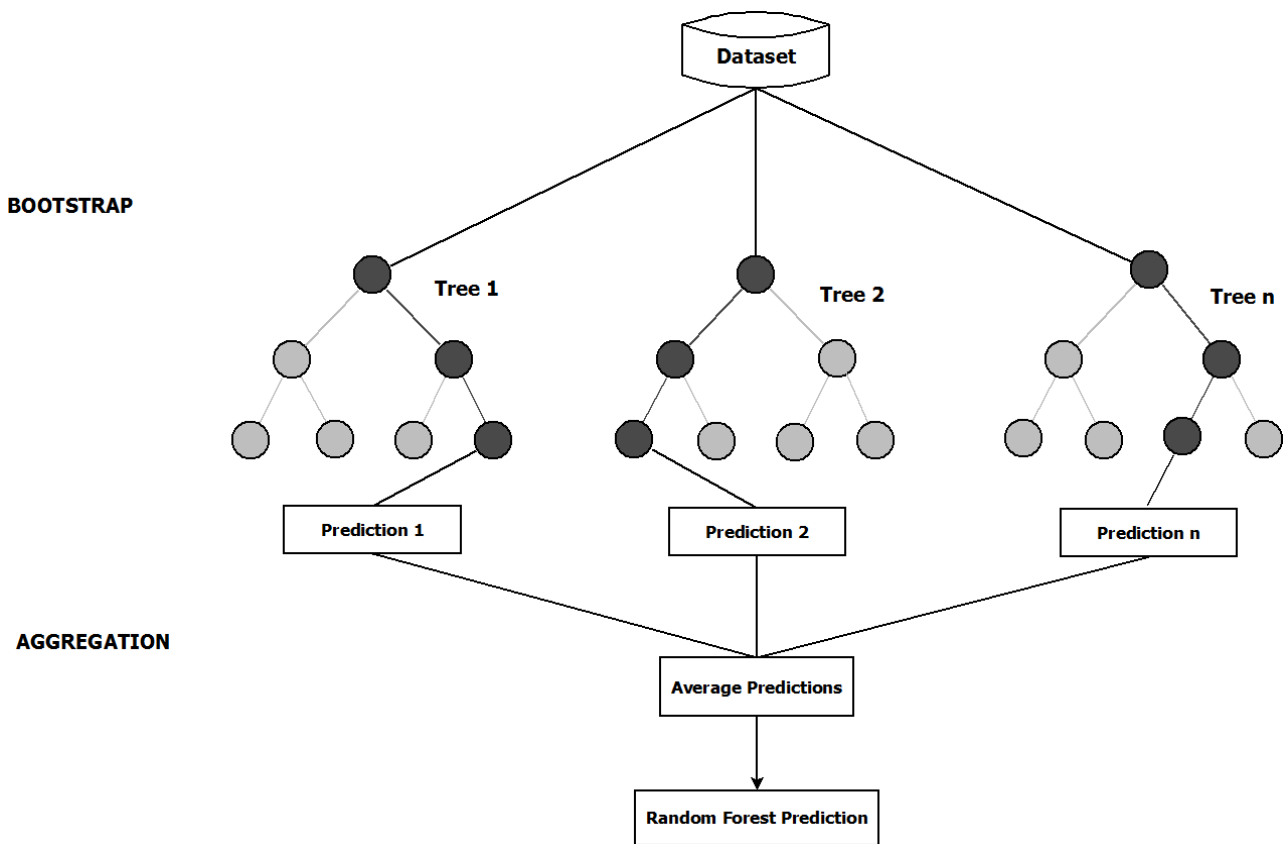 Dataset
BOOTSTRAP
Tree 1
Tree 2
Tree n
Prediction 1
Prediction 2
Prediction n
AGGREGATION
Average Predictions
Random Forest Prediction